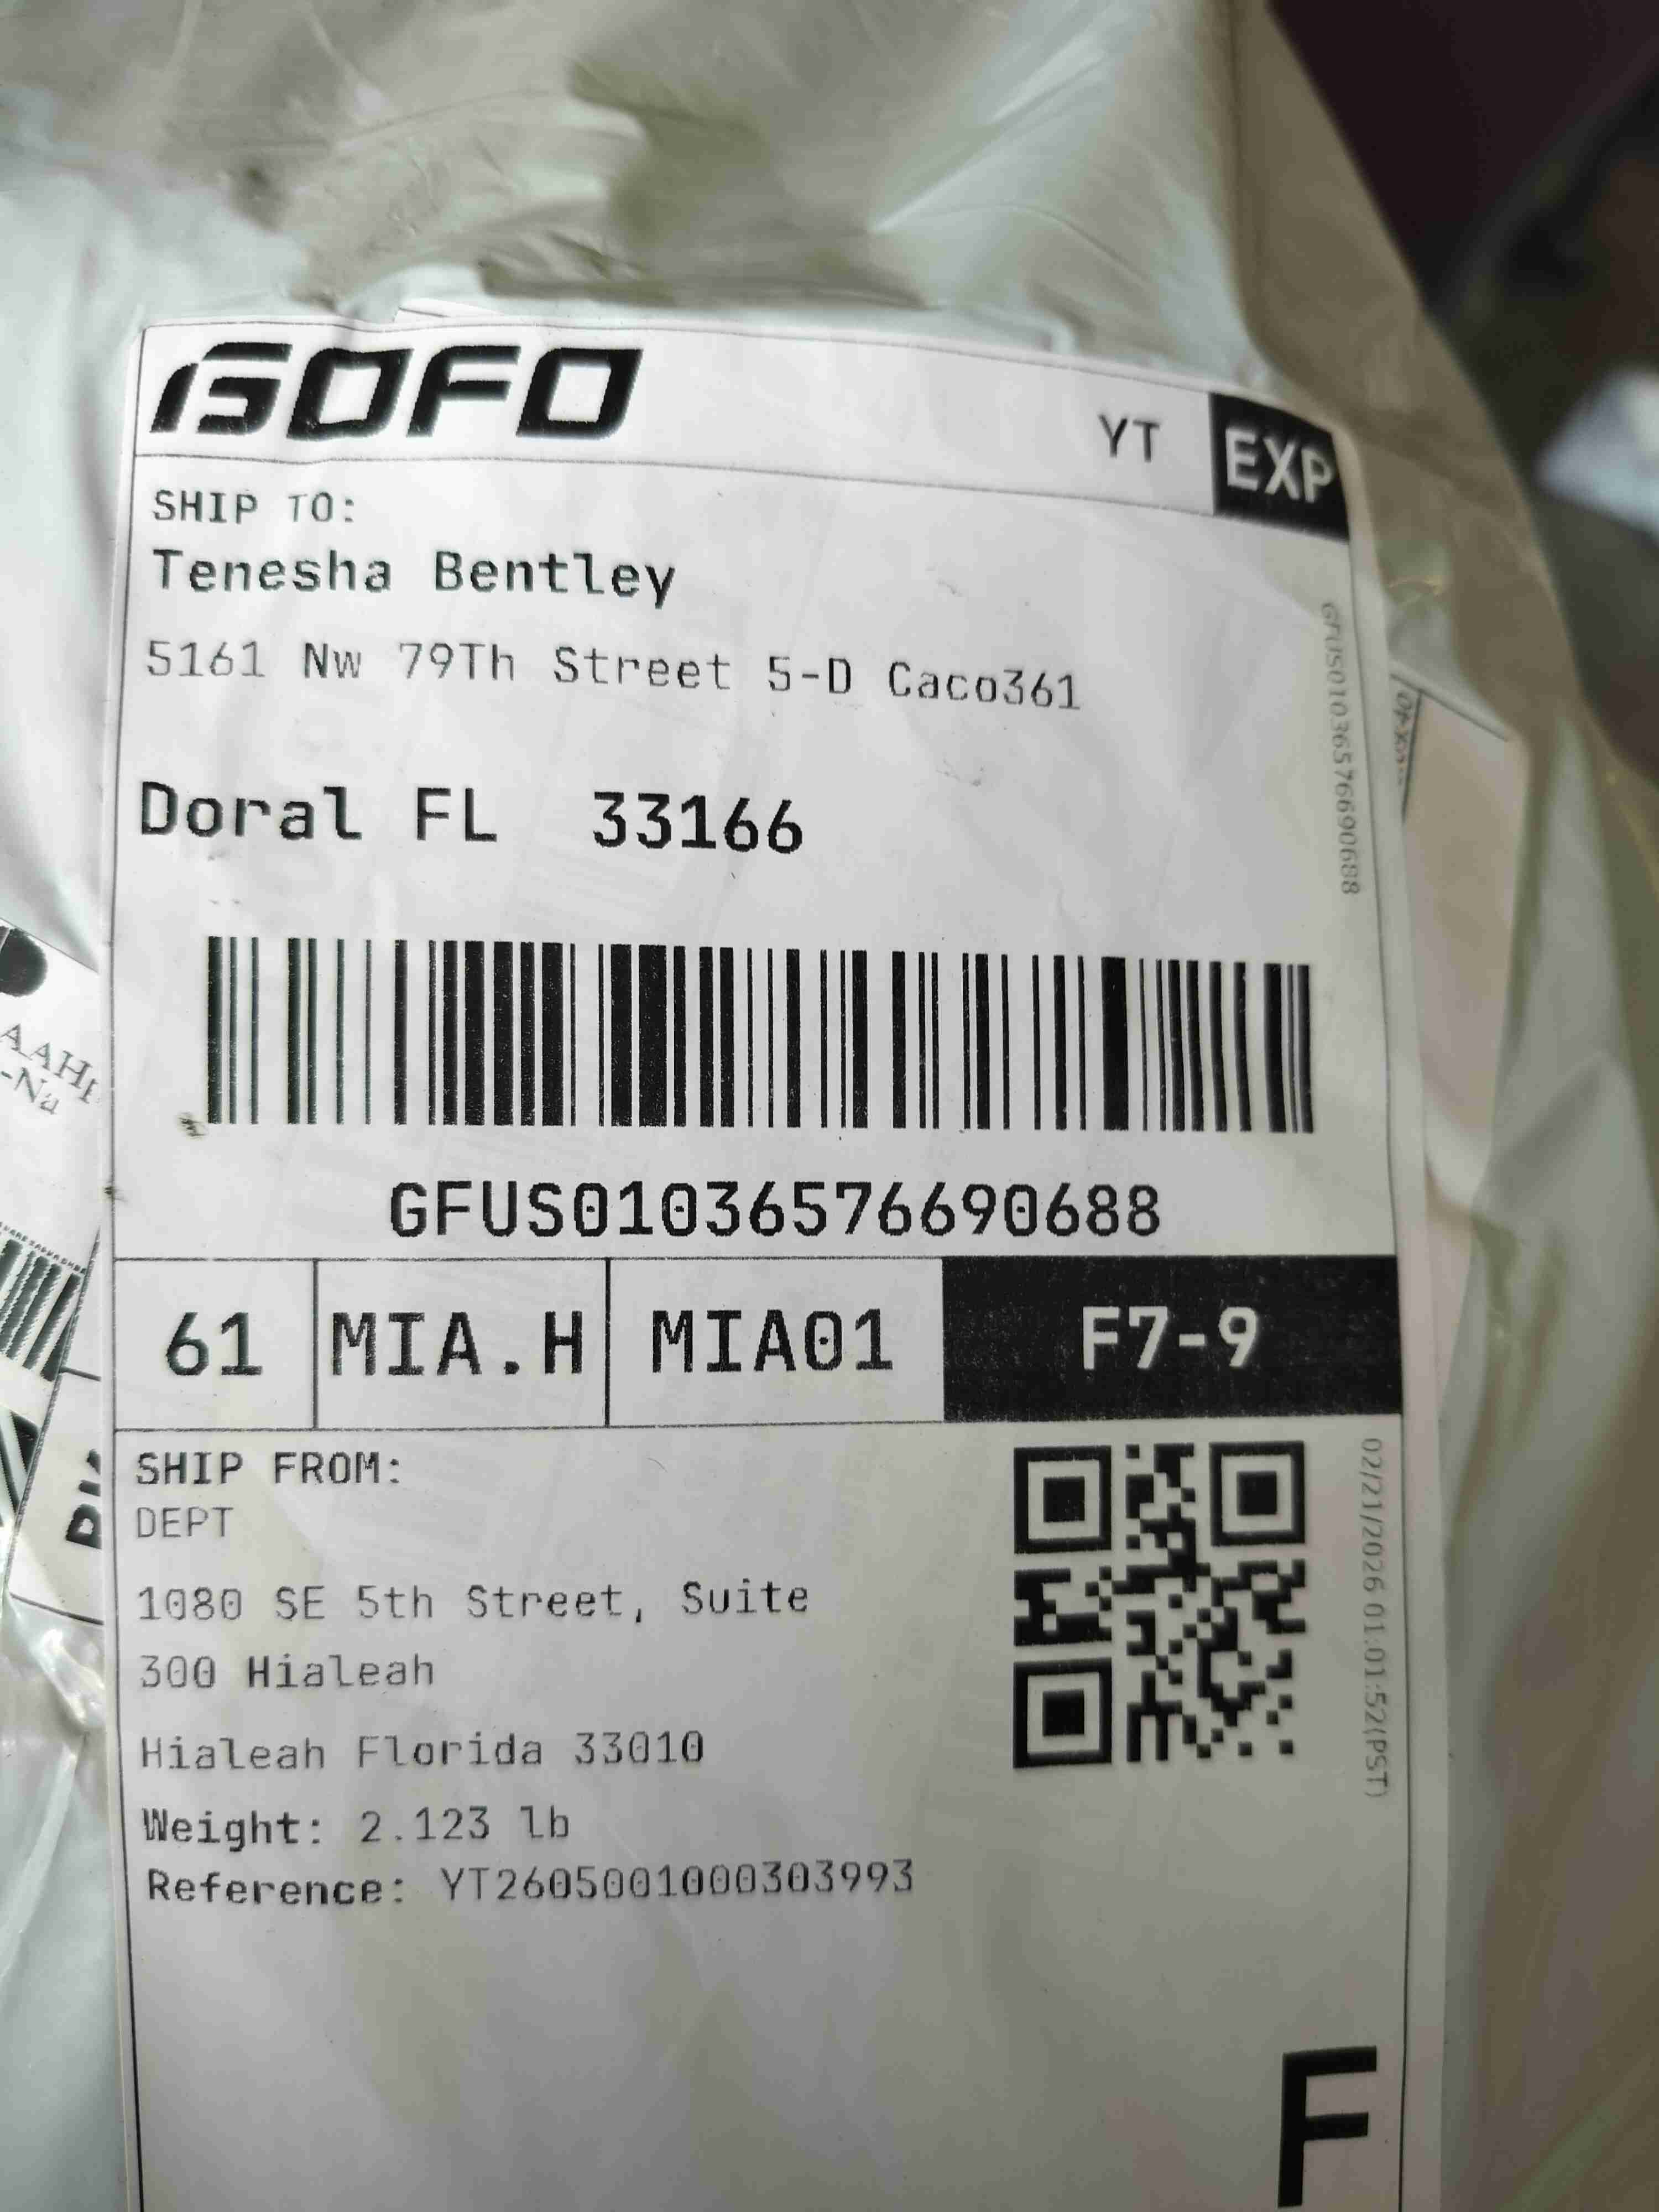 GOFO
YT EXP
SHIP TO:
Tenesha Bentley
5161 Nw 79Th Street 5-D Caco361
Doral FL 33166
GFUS01036576690688
GFUS01036576690688
61 MIA.H MIA01 F7-9
SHIP FROM:
DEPT
1080 SE 5th Street, Suite
300 Hialeah
Hialeah Florida 33010
Weight: 2.123 lb
Reference: YT2605001000303993
02/21/2026 01:01:52(PST)
F